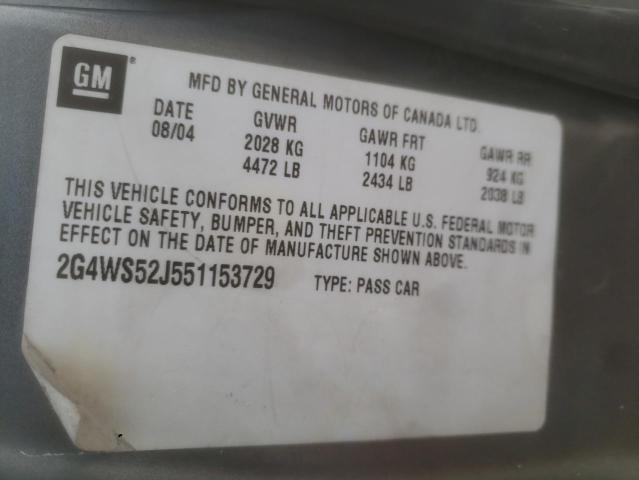 GM®
MFD BY GENERAL MOTORS OF CANADA LTD.
DATE GVWR GAWR FRT GAWR RR
08/04 2028 KG 1104 KG 924 KG
4472 LB 2434 LB 2038 LB
THIS VEHICLE CONFORMS TO ALL APPLICABLE U.S. FEDERAL MOTOR
VEHICLE SAFETY, BUMPER, AND THEFT PREVENTION STANDARDS IN
EFFECT ON THE DATE OF MANUFACTURE SHOWN ABOVE.
2G4WS52J551153729 TYPE: PASS CAR